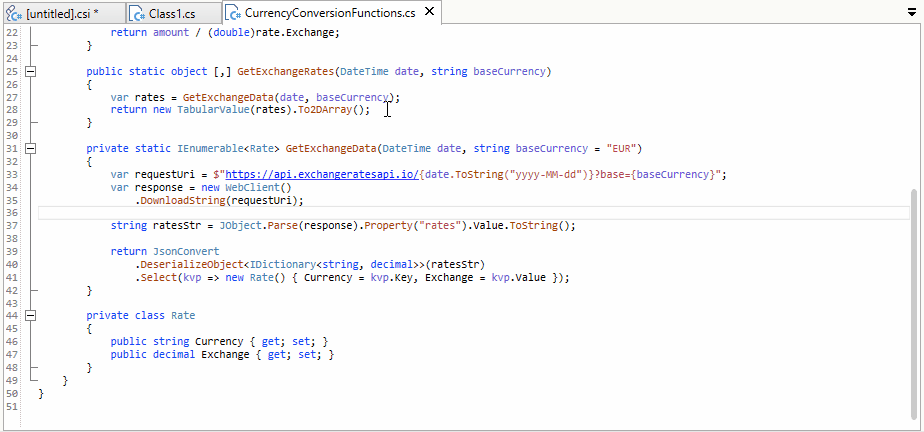 [untitled].csi * Class1.cs CurrencyConversionFunctions.cs
22 return amount / (double)rate.Exchange;
23 }
24
25 public static object [,] GetExchangeRates(DateTime date, string baseCurrency)
26 {
27 var rates = GetExchangeData(date, baseCurrency);
28 return new TabularValue(rates).To2DArray();
29 }
30
31 private static IEnumerable<Rate> GetExchangeData(DateTime date, string baseCurrency = "EUR")
32 {
33 var requestUri = $"https://api.exchangeratesapi.io/{date.ToString("yyyy-MM-dd")}?base={baseCurrency}";
34 var response = new WebClient()
35 .DownloadString(requestUri);
36
37 string ratesStr = JObject.Parse(response).Property("rates").Value.ToString();
38
39 return JsonConvert
40 .DeserializeObject<IDictionary<string, decimal>>(ratesStr)
41 .Select(kvp => new Rate() { Currency = kvp.Key, Exchange = kvp.Value });
42 }
43
44 private class Rate
45 {
46 public string Currency { get; set; }
47 public decimal Exchange { get; set; }
48 }
49 }
50 }
51